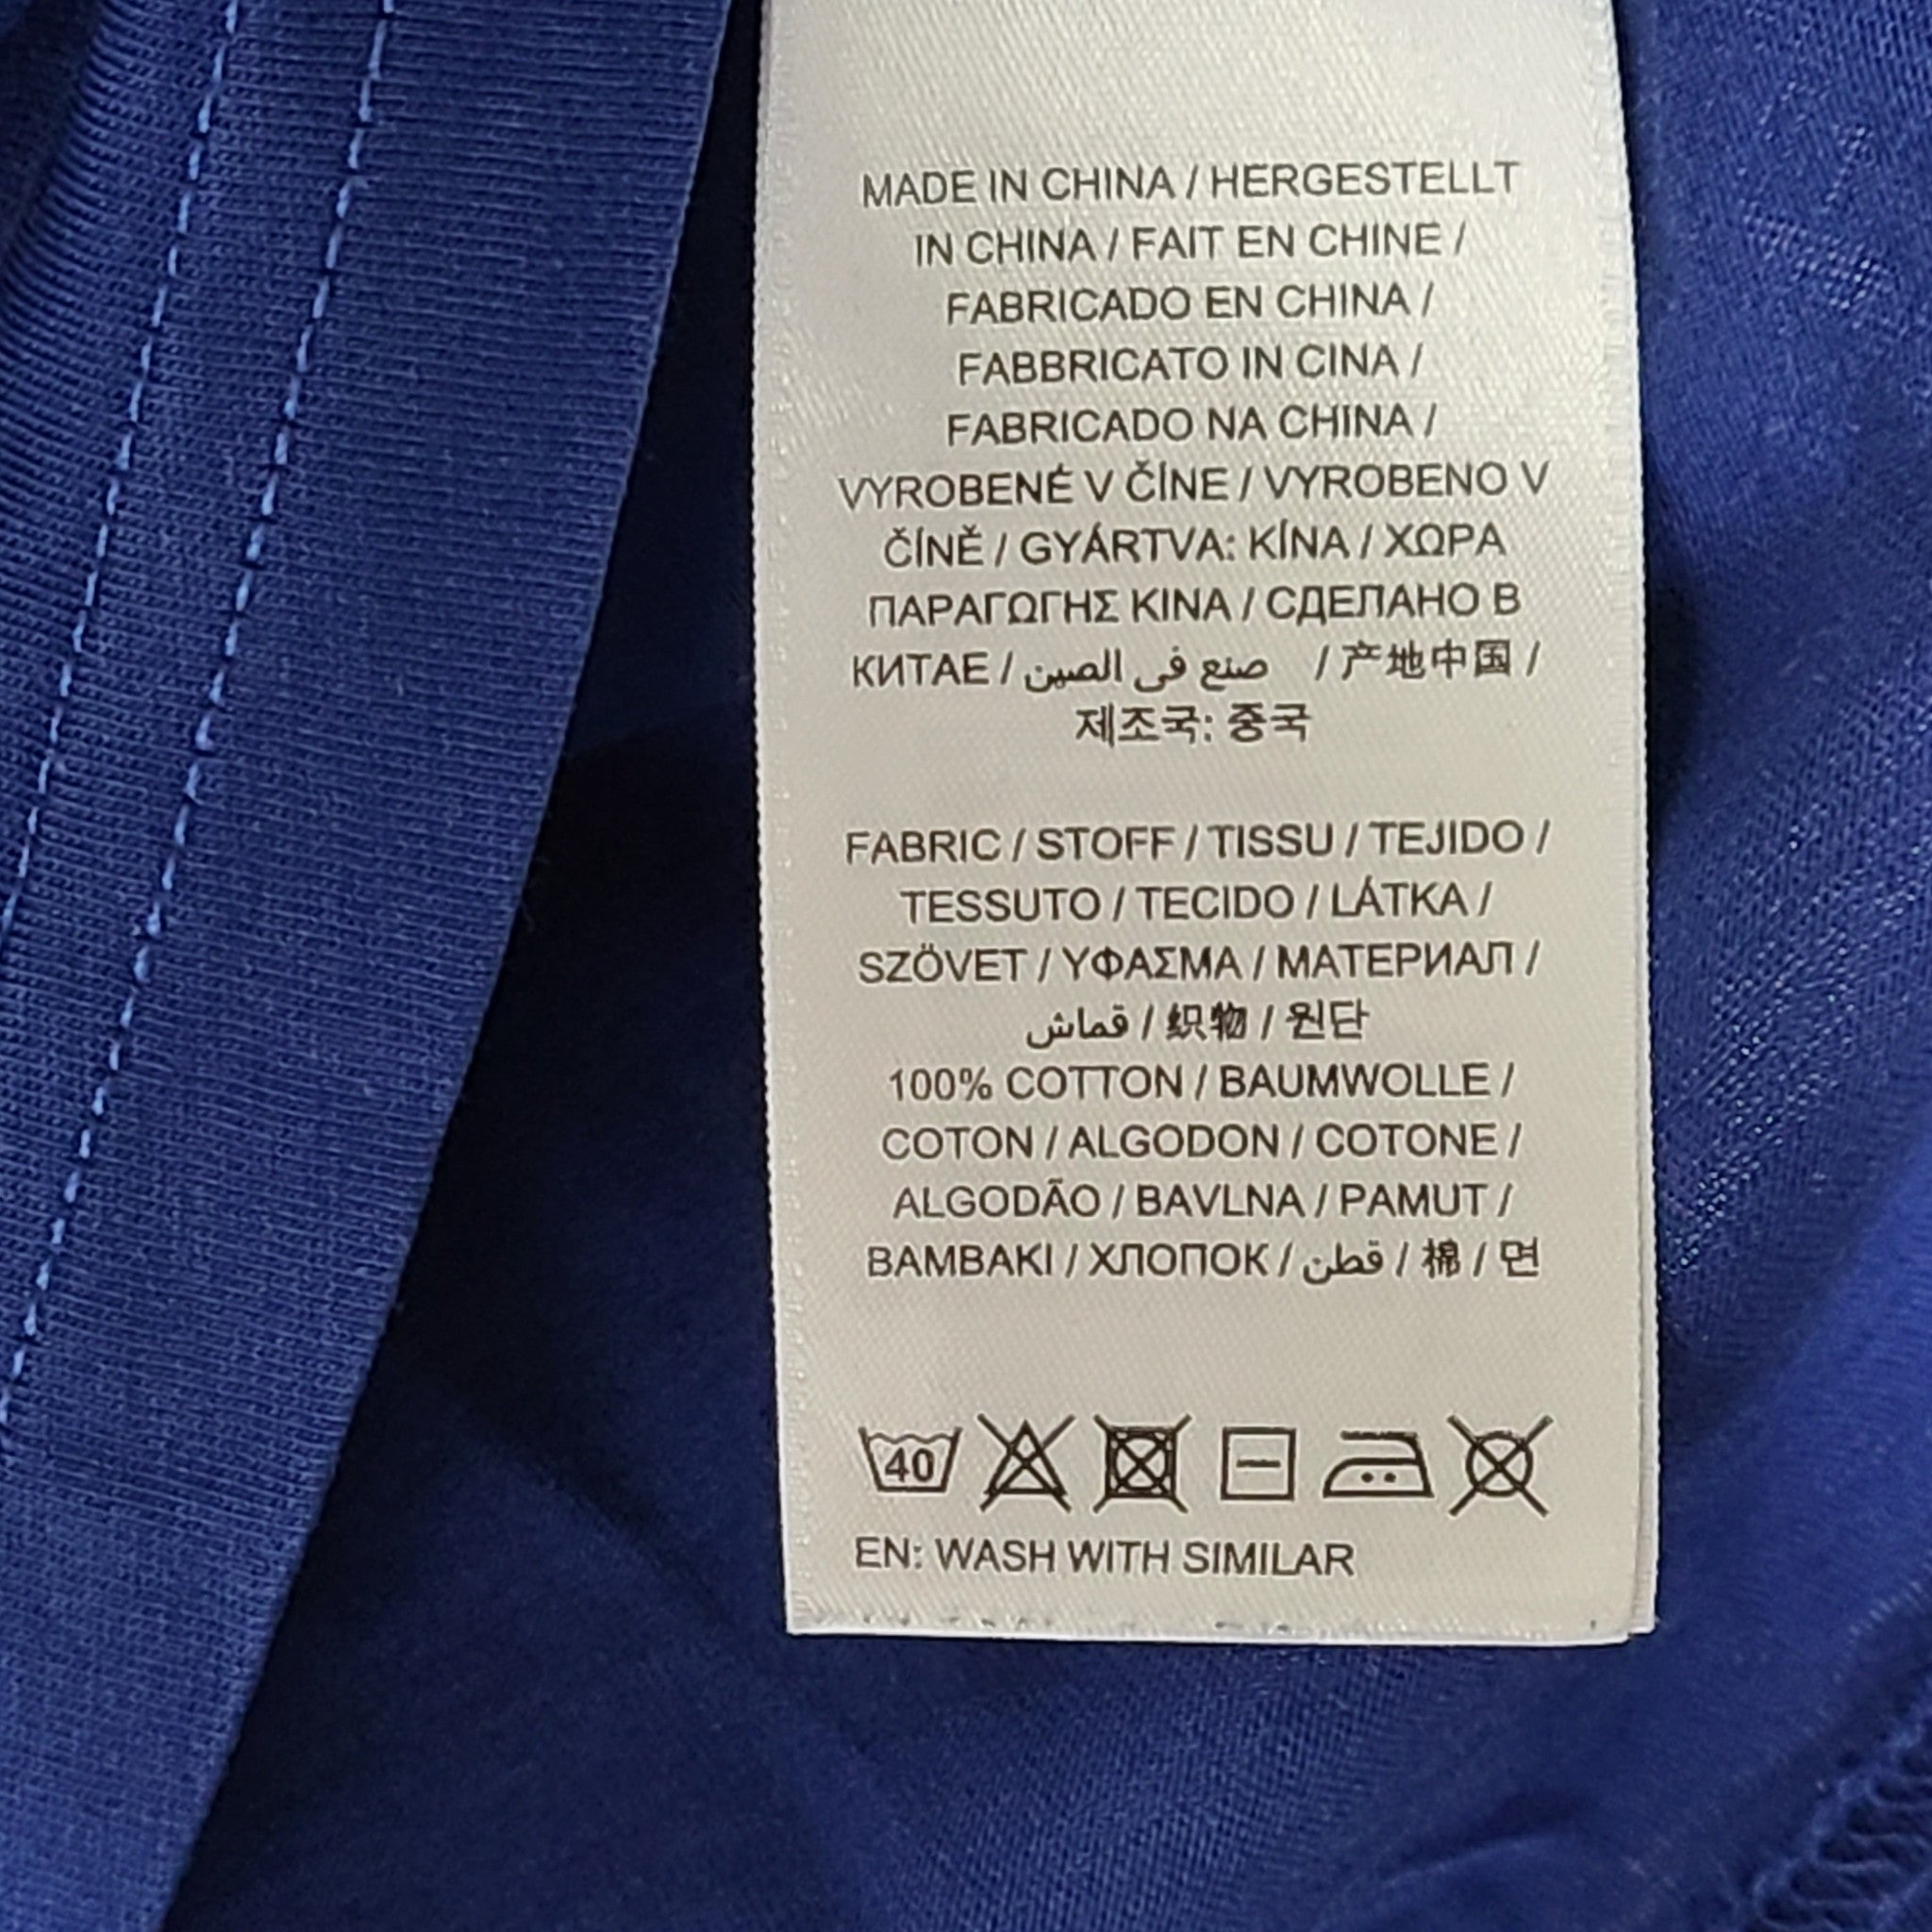 MADE IN CHINA / HERGESTELLT
IN CHINA / FAIT EN CHINE /
FABRICADO EN CHINA /
FABBRICATO IN CINA /
FABRICADO NA CHINA /
VYROBENÉ V ČÍNE / VYROBENO V
ČÍNĚ / GYÁRTVA: KÍNA / ΧΩΡΑ
ΠΑΡΑΓΩΓΗΣ ΚΙΝΑ / СДЕЛАНО В
КИТАЕ / صنع في الصين / 产地中国 /
제조국: 중국
FABRIC / STOFF / TISSU / TEJIDO /
TESSUTO / TECIDO / LÁTKA /
SZÖVET / ΥΦΑΣΜΑ / МАТЕРИАЛ /
قماش / 织物 / 원단
100% COTTON / BAUMWOLLE /
COTON / ALGODON / COTONE /
ALGODÃO / BAVLNA / PAMUT /
BAMBAKI / ХЛОПОК / قطن / 棉 / 면
40
EN: WASH WITH SIMILAR